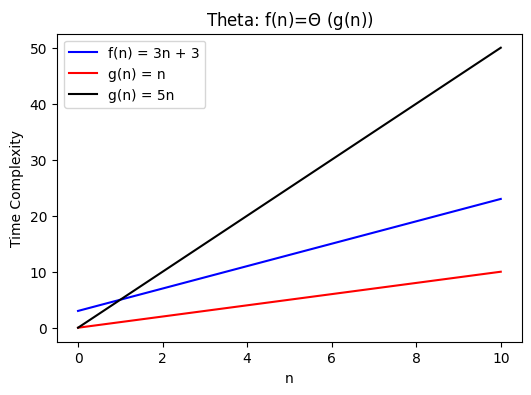 Theta: f(n)=Θ (g(n))
f(n) = 3n + 3
g(n) = n
g(n) = 5n
Time Complexity
50
40
30
20
10
0
0 2 4 6 8 10
n